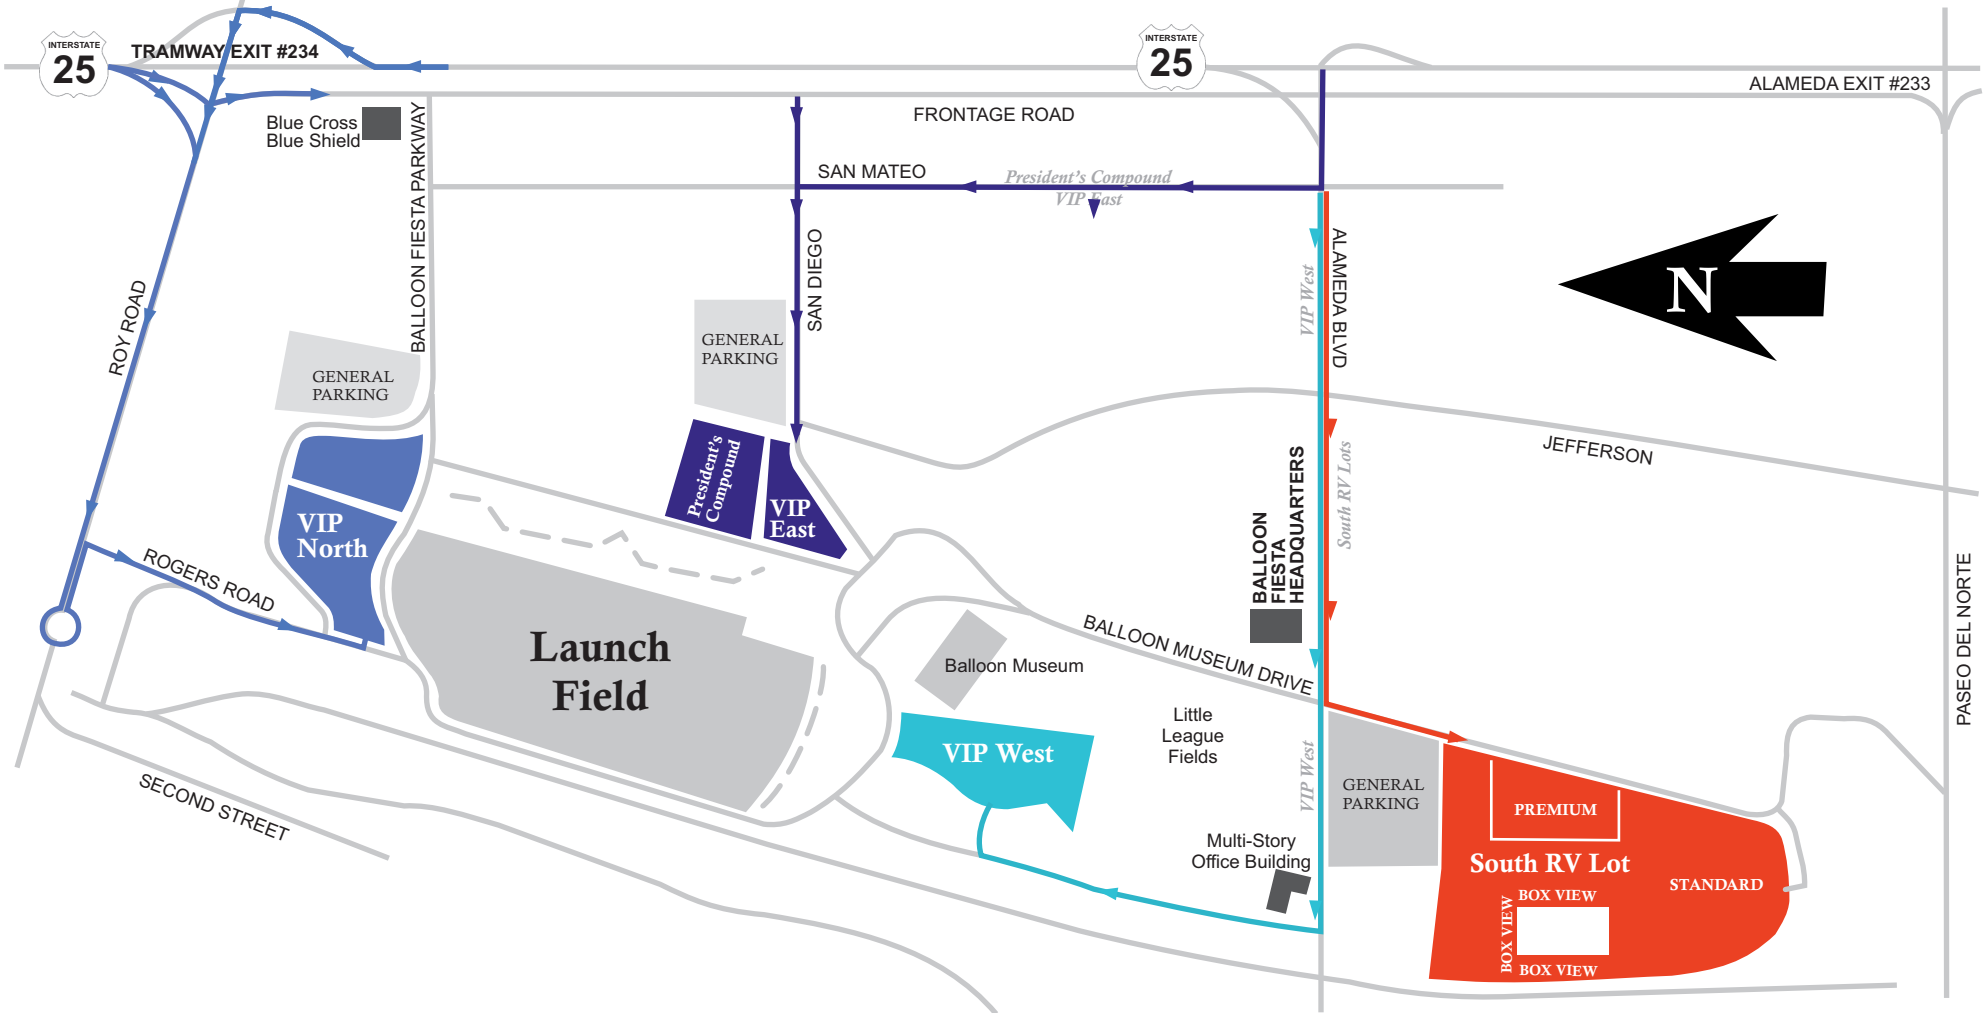 INTERSTATE
25
TRAMWAY EXIT #234
INTERSTATE
25
ALAMEDA EXIT #233
Blue Cross
Blue Shield
BALLOON FIESTA PARKWAY
FRONTAGE ROAD
SAN MATEO
President's Compound
VIP East
SAN DIEGO
ROY ROAD
VIP West
ALAMEDA BLVD
N
GENERAL
PARKING
GENERAL
PARKING
President's
Compound
VIP
East
VIP
North
ROGERS ROAD
JEFFERSON
South RV Lots
BALLOON
FIESTA
HEADQUARTERS
Launch
Field
BALLOON MUSEUM DRIVE
Balloon Museum
PASEO DEL NORTE
Little
League
Fields
VIP West
VIP West
SECOND STREET
GENERAL
PARKING
PREMIUM
Multi-Story
Office Building
South RV Lot
STANDARD
BOX VIEW
BOX VIEW
BOX VIEW